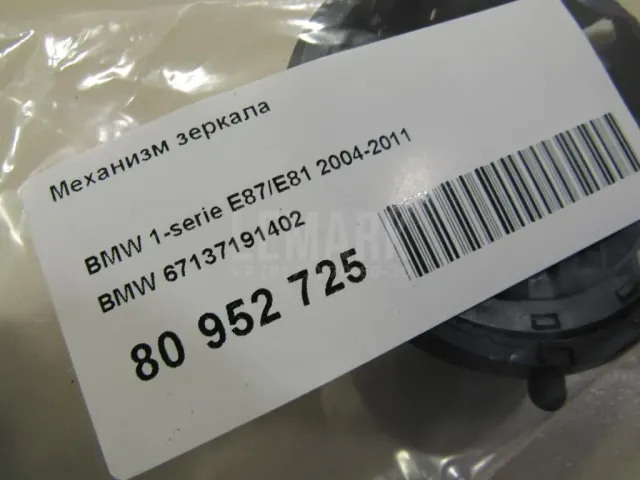 Механизм зеркала
BMW 1-serie E87/E81 2004-2011
BMW 67137191402
80 952 725